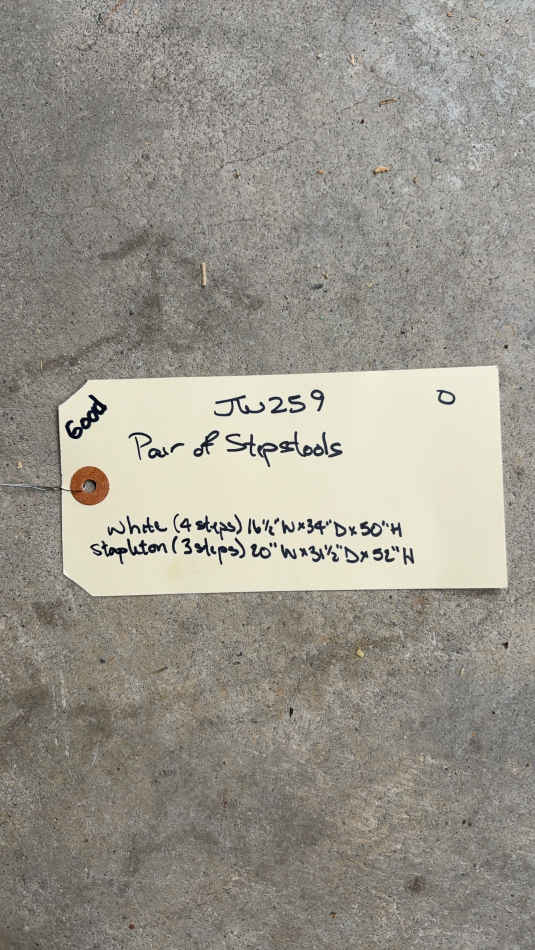 Good
JW259
O
Pair of Stepstools
White (4 steps) 16½"W x 34"D x 50"H
Stapleton (3 steps) 20"W x 31½"D x 52"H